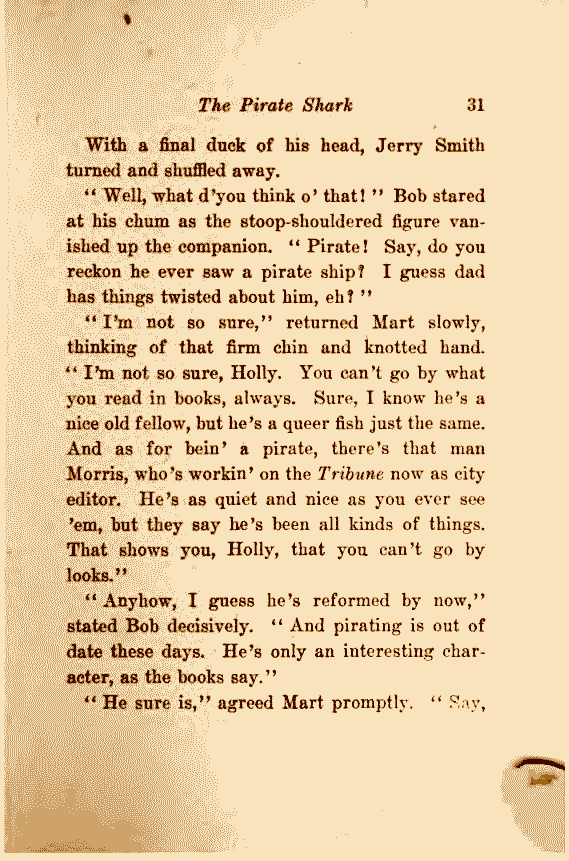 The Pirate Shark 31
With a final duck of his head, Jerry Smith
turned and shuffled away.
" Well, what d'you think o' that! " Bob stared
at his chum as the stoop-shouldered figure van-
ished up the companion. " Pirate! Say, do you
reckon he ever saw a pirate ship? I guess dad
has things twisted about him, eh? "
" I'm not so sure," returned Mart slowly,
thinking of that firm chin and knotted hand.
" I'm not so sure, Holly. You can't go by what
you read in books, always. Sure, I know he's a
nice old fellow, but he's a queer fish just the same.
And as for bein' a pirate, there's that man
Morris, who's workin' on the Tribune now as city
editor. He's as quiet and nice as you ever see
'em, but they say he's been all kinds of things.
That shows you, Holly, that you can't go by
looks."
" Anyhow, I guess he's reformed by now,"
stated Bob decisively. " And pirating is out of
date these days. He's only an interesting char-
acter, as the books say."
" He sure is," agreed Mart promptly. " Say,